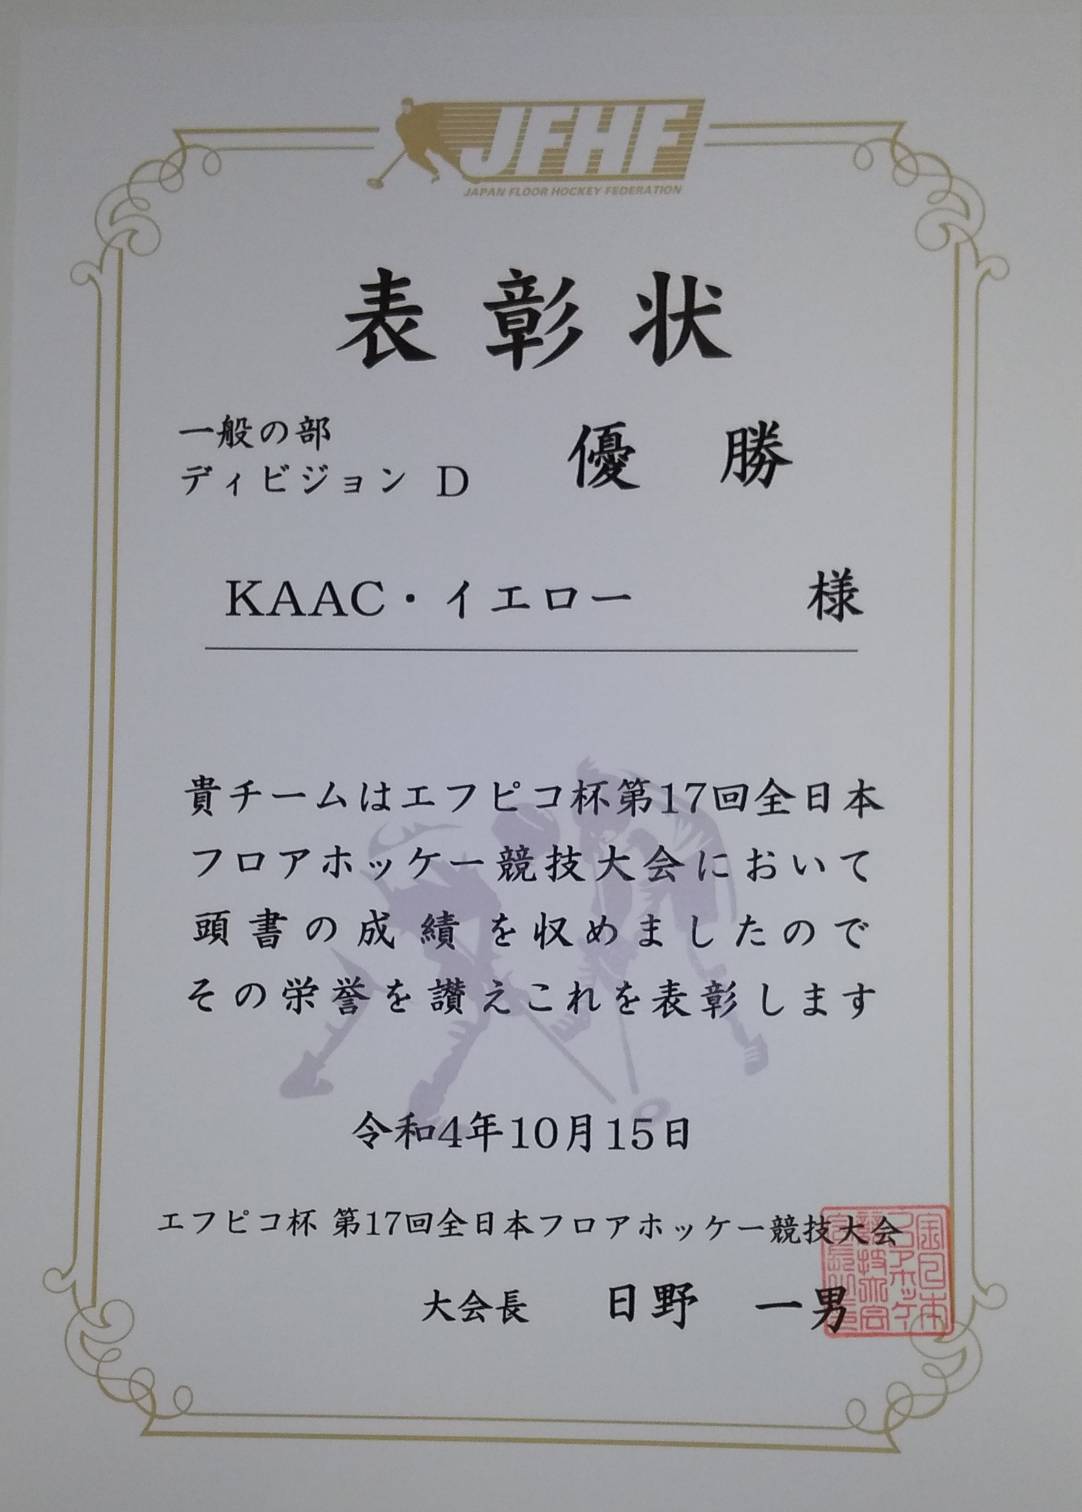 JFHF
JAPAN FLOOR HOCKEY FEDERATION
表彰状
一般の部
ディビジョン D
優勝
KAAC・イエロー 様
貴チームはエフピコ杯第17回全日本
フロアホッケー競技大会において
頭書の成績を収めましたので
その栄誉を讃えこれを表彰します
令和4年10月15日
エフピコ杯 第17回全日本フロアホッケー競技大会
大会長 日野 一男